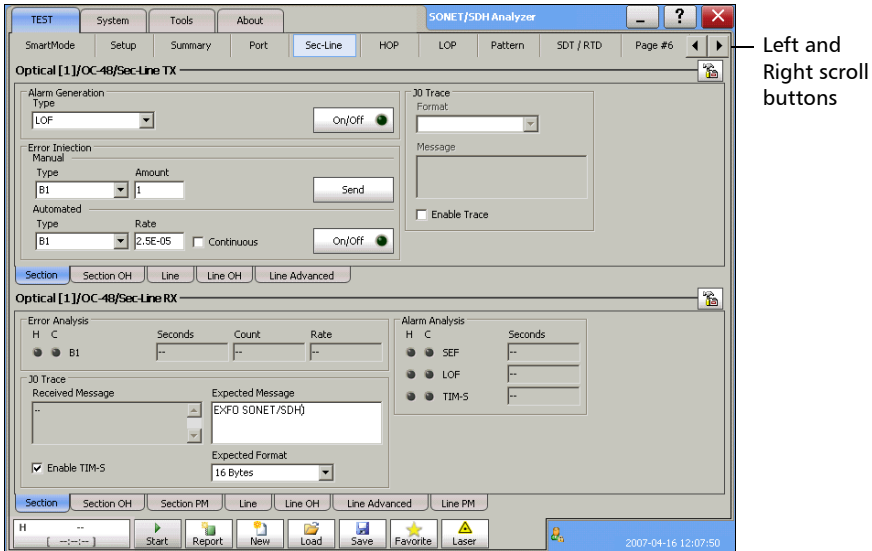 TEST System Tools About SONET/SDH Analyzer
SmartMode Setup Summary Port Sec-Line HOP LOP Pattern SDT / RTD Page #6
Left and
Right scroll
buttons
Optical [1]/OC-48/Sec-Line TX
Alarm Generation
Type
LOF On/Off
Error Injection
Manual
Type Amount
B1 1 Send
Automated
Type Rate
B1 2.5E-05 Continuous On/Off
J0 Trace
Format
Message
Enable Trace
Section Section OH Line Line OH Line Advanced
Optical [1]/OC-48/Sec-Line RX
Error Analysis
H C Seconds Count Rate
B1 -- -- --
J0 Trace
Received Message Expected Message
-- EXFO SONET/SDH)
Expected Format
Enable TIM-S 16 Bytes
Alarm Analysis
H C Seconds
SEF --
LOF --
TIM-S --
Section Section OH Section PM Line Line OH Line Advanced Line PM
H --
[ --:--:-- ] Start Report New Load Save Favorite Laser
2007-04-16 12:07:50